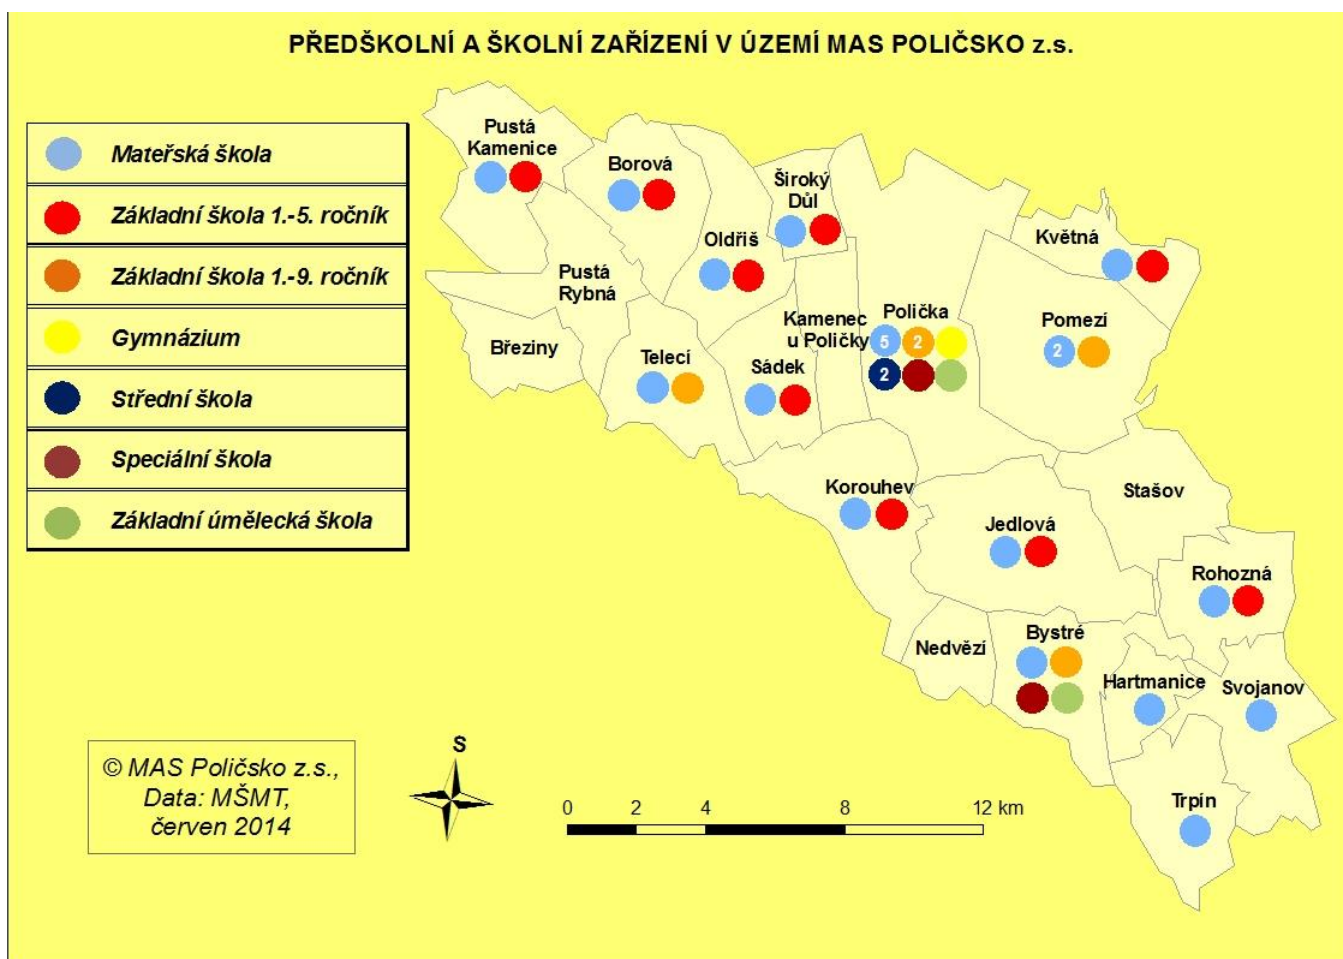 PŘEDŠKOLNÍ A ŠKOLNÍ ZAŘÍZENÍ V ÚZEMÍ MAS POLIČSKO z.s.
Mateřská škola
Základní škola 1.-5. ročník
Základní škola 1.-9. ročník
Gymnázium
Střední škola
Speciální škola
Základní úmělecká škola
Pustá
Kamenice
Borová
Široký
Důl
Oldřiš
Květná
Pustá
Rybná
Kamenec
u Poličky
Polička
5
2
2
Pomezí
2
Březiny
Telecí
Sádek
Korouhev
Stašov
Jedlová
Rohozná
Nedvězí
Bystré
Hartmanice
Svojanov
Trpín
© MAS Poličsko z.s.,
Data: MŠMT,
červen 2014
S
0 2 4 8 12 km